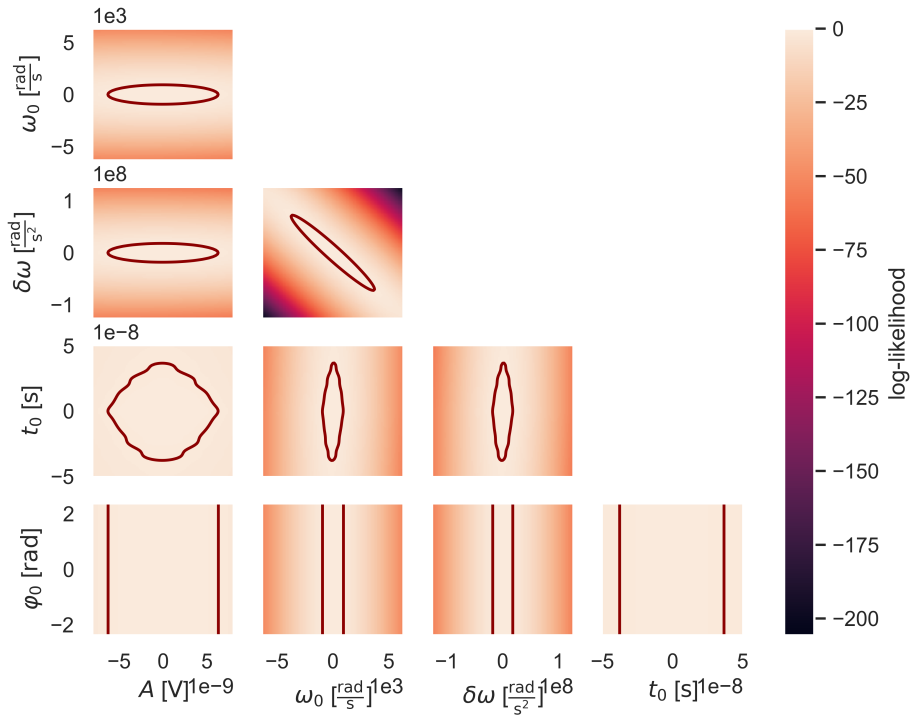 1e3
5
0
−5
ω₀ [rad/s]
0
−25
−50
−75
−100
−125
−150
−175
−200
log-likelihood
1e8
1
0
−1
δω [rad/s²]
1e−8
5
0
−5
t₀ [s]
2
0
−2
φ₀ [rad]
−5 0 5
A [V] 1e−9
−5 0 5
ω₀ [rad/s] 1e3
−1 0 1
δω [rad/s²] 1e8
−5 0 5
t₀ [s] 1e−8